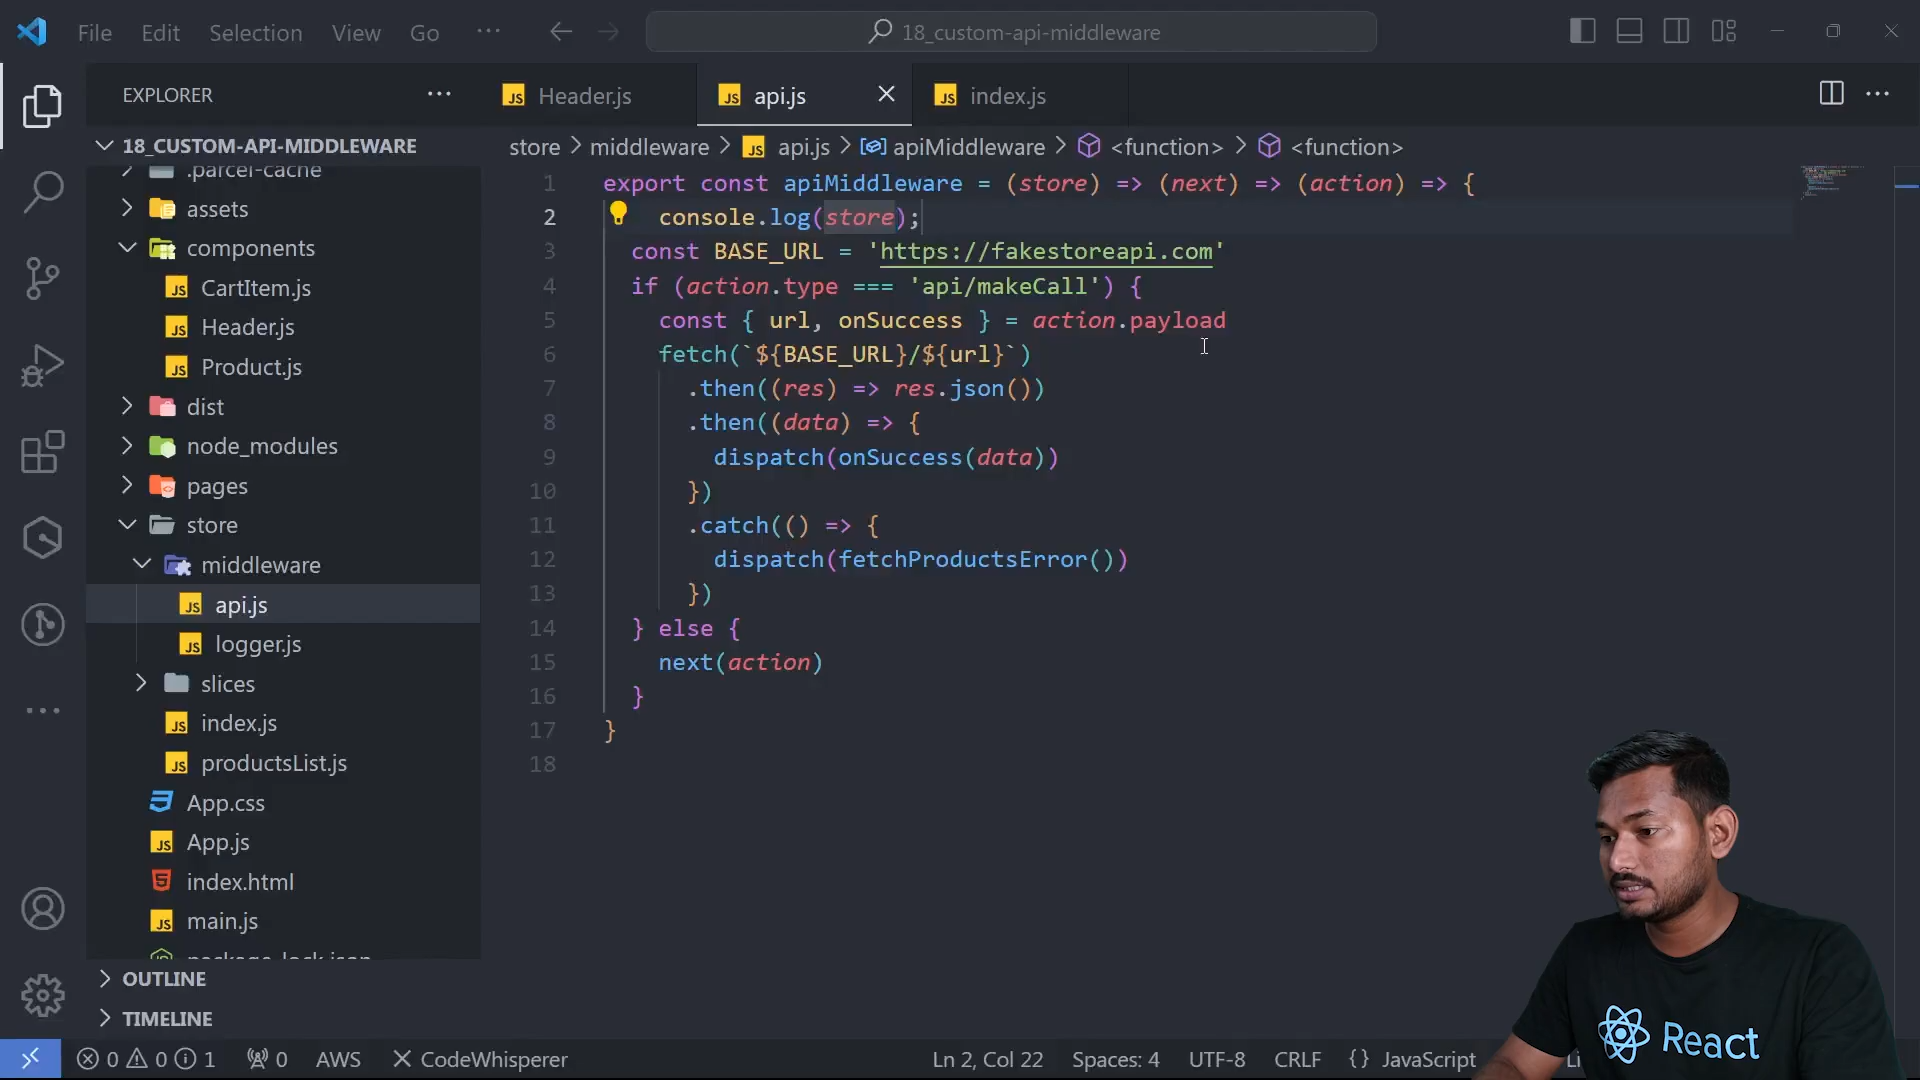 File Edit Selection View Go ··· 18_custom-api-middleware
EXPLORER ···
18_CUSTOM-API-MIDDLEWARE
.parcel-cache
assets
components
CartItem.js
Header.js
Product.js
dist
node_modules
pages
store
middleware
api.js
logger.js
slices
index.js
productsList.js
App.css
App.js
index.html
main.js
package-lock.json
OUTLINE
TIMELINE
JS Header.js JS api.js JS index.js
store > middleware > JS api.js > apiMiddleware > <function> > <function>
1 export const apiMiddleware = (store) => (next) => (action) => {
2 console.log(store);
3 const BASE_URL = 'https://fakestoreapi.com'
4 if (action.type === 'api/makeCall') {
5 const { url, onSuccess } = action.payload
6 fetch(`${BASE_URL}/${url}`)
7 .then((res) => res.json())
8 .then((data) => {
9 dispatch(onSuccess(data))
10 })
11 .catch(() => {
12 dispatch(fetchProductsError())
13 })
14 } else {
15 next(action)
16 }
17 }
18
React
0 0 1 0 AWS CodeWhisperer Ln 2, Col 22 Spaces: 4 UTF-8 CRLF {} JavaScript